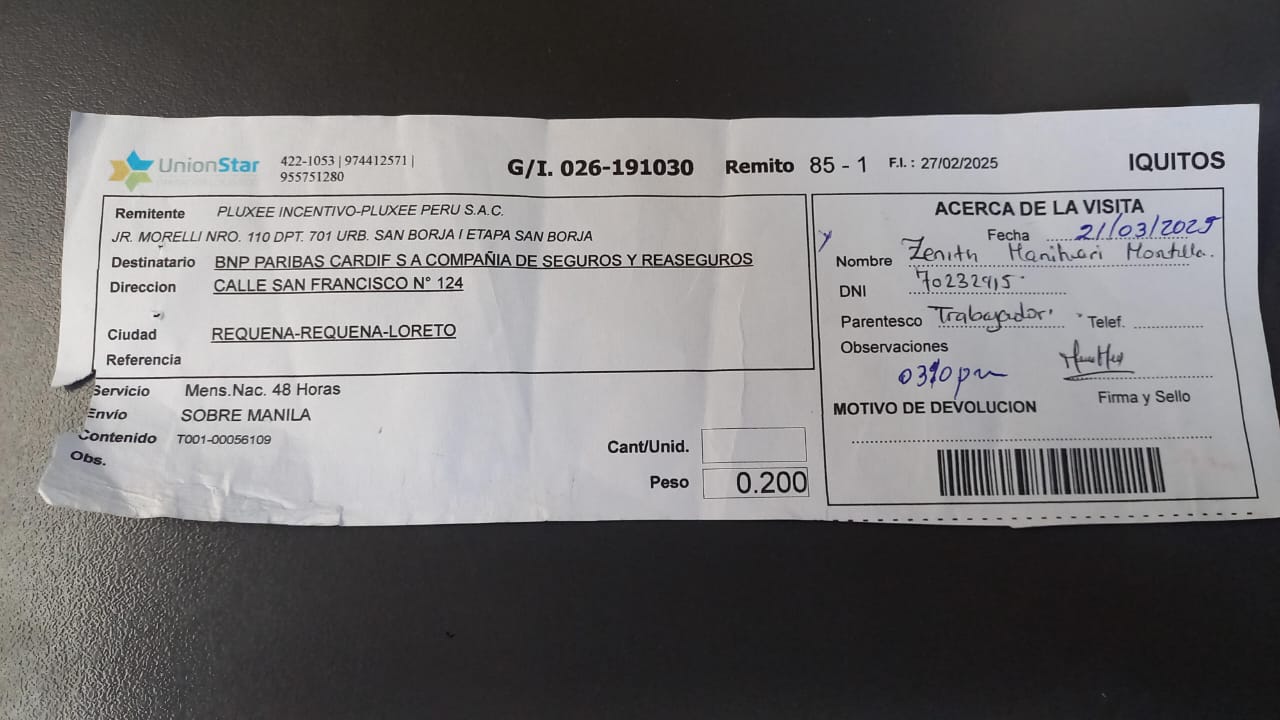 UnionStar
422-1053 | 974412571 |
955751280
G/I. 026-191030 Remito 85 - 1 F.I.: 27/02/2025 IQUITOS
Remitente PLUXEE INCENTIVO-PLUXEE PERU S.A.C.
JR. MORELLI NRO. 110 DPT. 701 URB. SAN BORJA I ETAPA SAN BORJA
Destinatario BNP PARIBAS CARDIF S A COMPAÑIA DE SEGUROS Y REASEGUROS
Direccion CALLE SAN FRANCISCO N° 124
Ciudad REQUENA-REQUENA-LORETO
Referencia
Servicio Mens.Nac. 48 Horas
Envío SOBRE MANILA
Contenido T001-00056109
Obs.
Cant/Unid.
Peso 0.200
ACERCA DE LA VISITA
Fecha 21/03/2025
Nombre Zenith Manihuari
DNI 70232915
Parentesco Trabajador Telef.
Observaciones
03:10 pm
Firma y Sello
MOTIVO DE DEVOLUCION